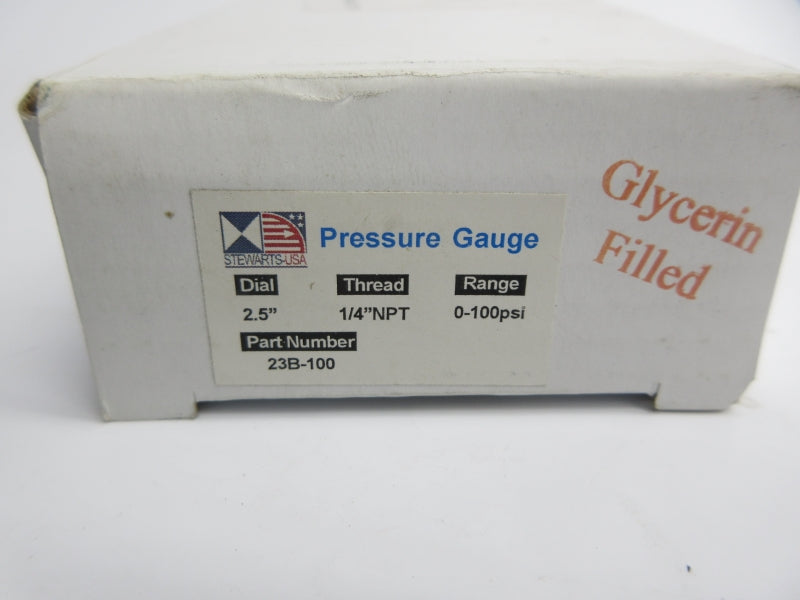 STEWARTS-USA
Pressure Gauge
Dial Thread Range
2.5” 1/4”NPT 0-100psi
Part Number
23B-100
Glycerin
Filled